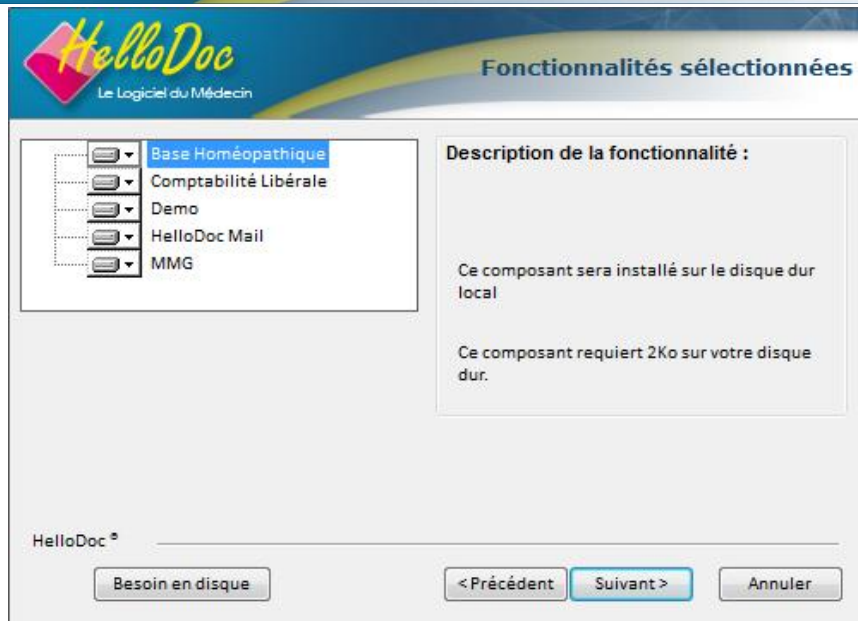 HelloDoc
Le Logiciel du Médecin
Fonctionnalités sélectionnées
Base Homéopathique
Comptabilité Libérale
Demo
HelloDoc Mail
MMG
Description de la fonctionnalité :
Ce composant sera installé sur le disque dur
local
Ce composant requiert 2Ko sur votre disque
dur.
HelloDoc ®
Besoin en disque
< Précédent
Suivant >
Annuler